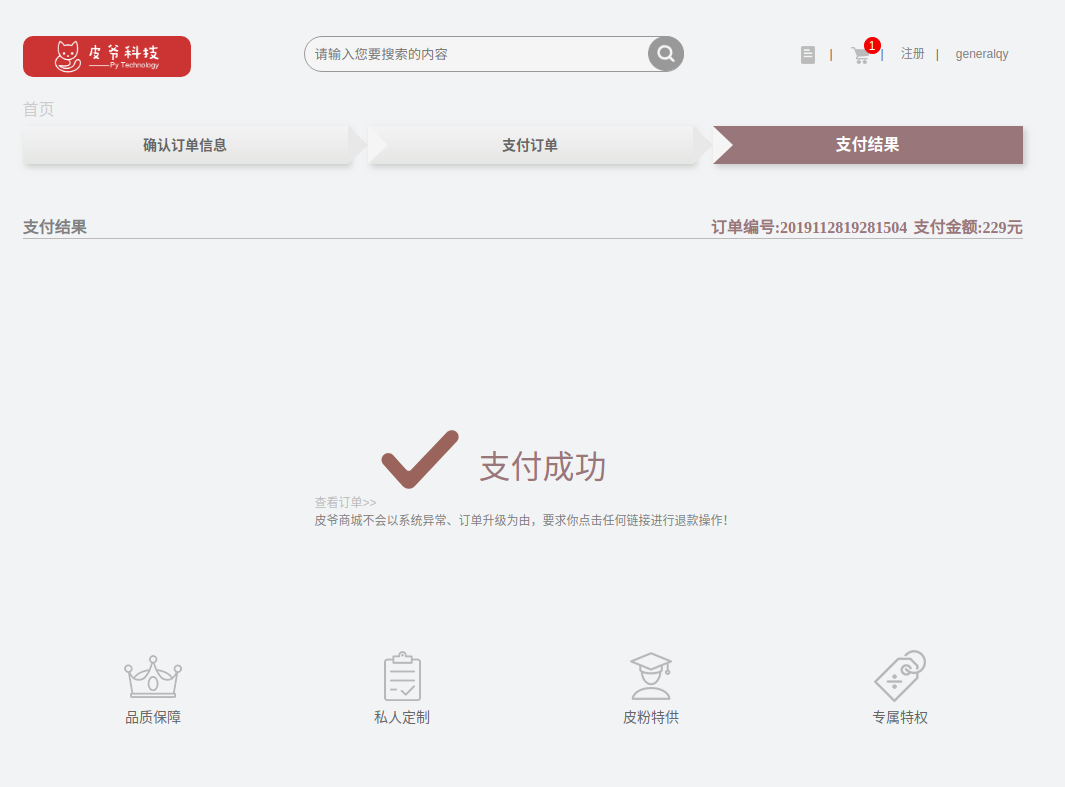 皮爷科技
Py Technology
请输入您要搜索的内容
| 1 | 注册 | generalqy
首页
确认订单信息 支付订单 支付结果
支付结果 订单编号:2019112819281504 支付金额:229元
支付成功
查看订单>>
皮爷商城不会以系统异常、订单升级为由，要求你点击任何链接进行退款操作！
品质保障 私人定制 皮粉特供 专属特权